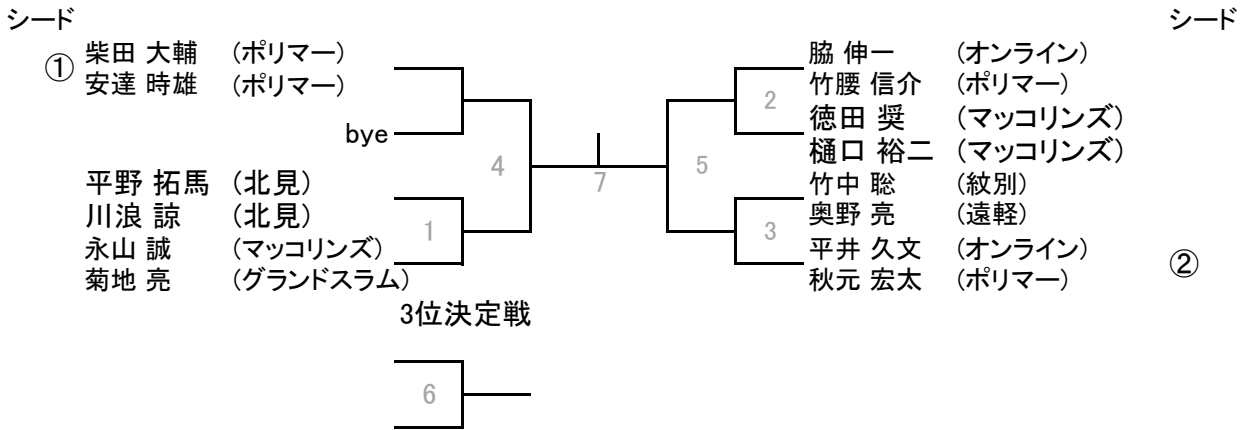 シード
シード
① 柴田 大輔 (ポリマー)
安達 時雄 (ポリマー)
bye
平野 拓馬 (北見)
川浪 諒 (北見)
永山 誠 (マッコリンズ)
菊地 亮 (グランドスラム)
1
4
7
脇 伸一 (オンライン)
竹腰 信介 (ポリマー)
徳田 奨 (マッコリンズ)
樋口 裕二 (マッコリンズ)
竹中 聡 (紋別)
奥野 亮 (遠軽)
平井 久文 (オンライン)
秋元 宏太 (ポリマー)
②
2
5
3
3位決定戦
6